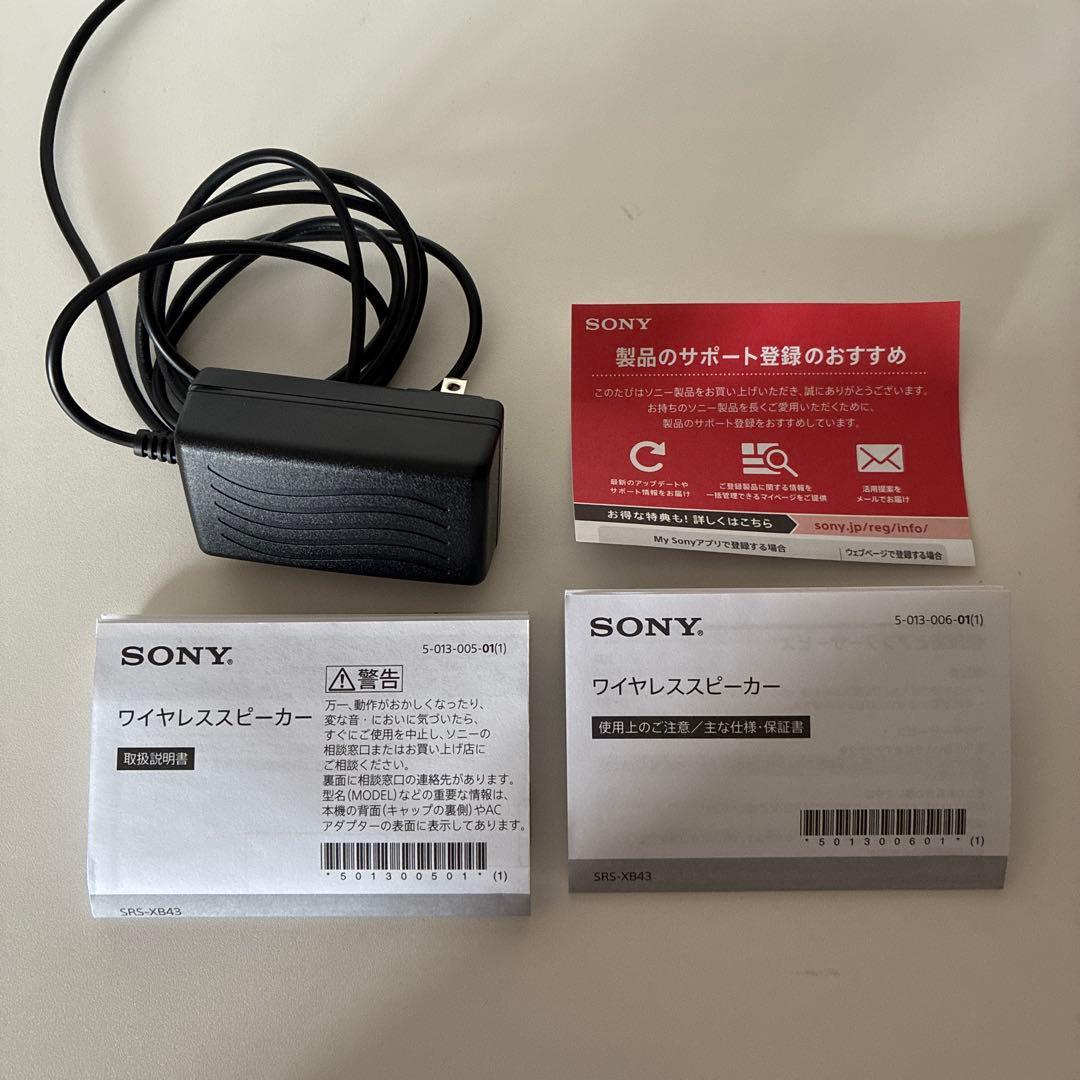 SONY
製品のサポート登録のおすすめ
このたびはソニー製品をお買い上げいただき、誠にありがとうございます。
お持ちのソニー製品を長くご愛用いただくために、
製品のサポート登録をおすすめしています。
最新のアップデートや
サポート情報をお届け
ご登録製品に関する情報を
一括管理できるマイページをご提供
活用提案を
メールでお届け
お得な特典も! 詳しくはこちら
sony.jp/reg/info/
My Sonyアプリで登録する場合
ウェブページで登録する場合
SONY®
5-013-005-01(1)
ワイヤレススピーカー
取扱説明書
警告
万一、動作がおかしくなったり、
変な音・においに気づいたら、
すぐにご使用を中止し、ソニーの
相談窓口またはお買い上げ店に
ご相談ください。
裏面に相談窓口の連絡先があります。
型名(MODEL)などの重要な情報は、
本機の背面(キャップの裏側)やAC
アダプターの表面に表示してあります。
*501300501* (1)
SRS-XB43
SONY®
5-013-006-01(1)
ワイヤレススピーカー
使用上のご注意/主な仕様・保証書
*501300601* (1)
SRS-XB43